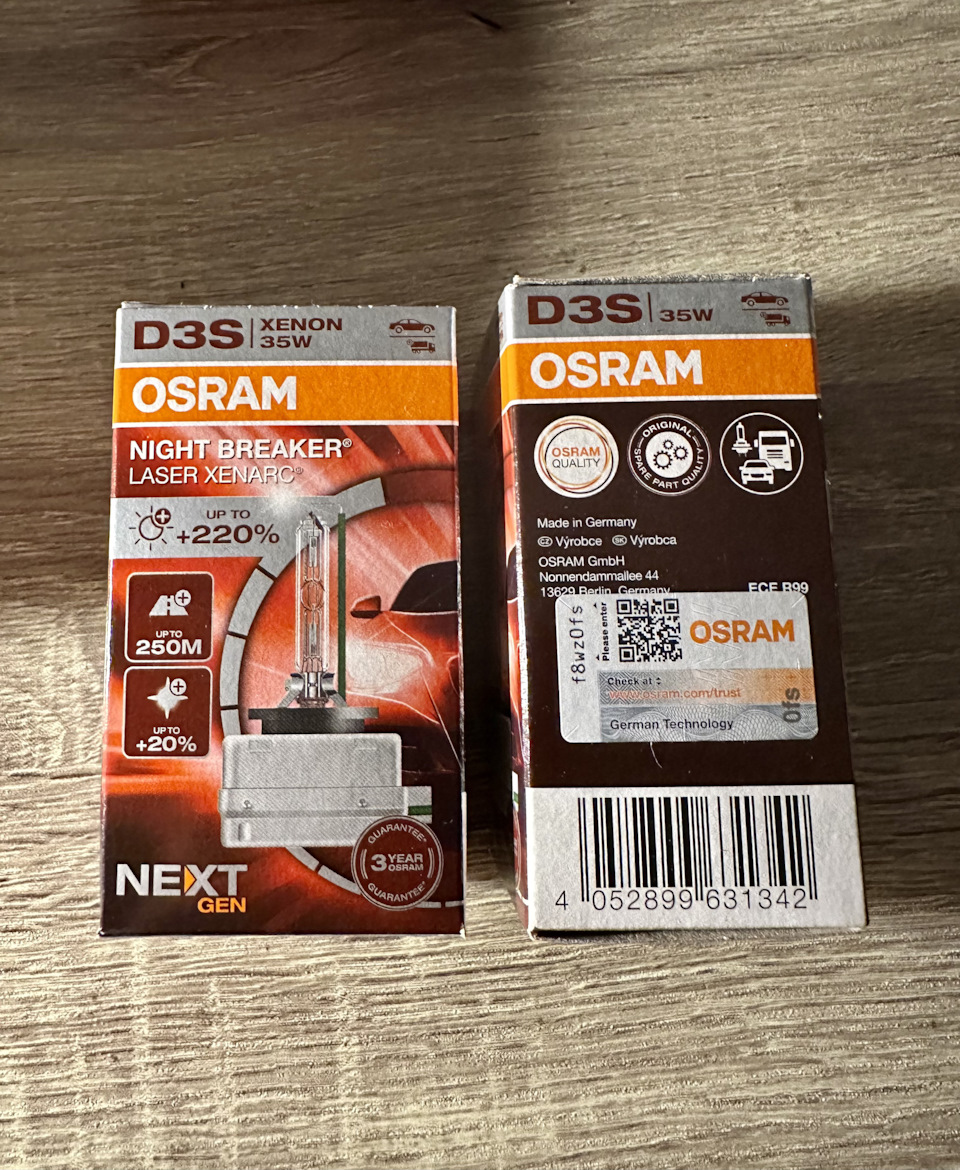 D3S XENON
35W
OSRAM
NIGHT BREAKER®
LASER XENARC®
UP TO
+220%
UP TO
250M
UP TO
+20%
NEXT
GEN
GUARANTEE*
3 YEAR
OSRAM
GUARANTEE*
D3S 35W
OSRAM
OSRAM
QUALITY
ORIGINAL
SPARE PART QUALITY
Made in Germany
CZ Výrobce SK Výrobca
OSRAM GmbH
Nonnendammallee 44
13629 Berlin, Germany
ECE R99
f8wz0fs
Please enter
OSRAM
Check at
www.osram.com/trust
0fs
German Technology
4 052899 631342